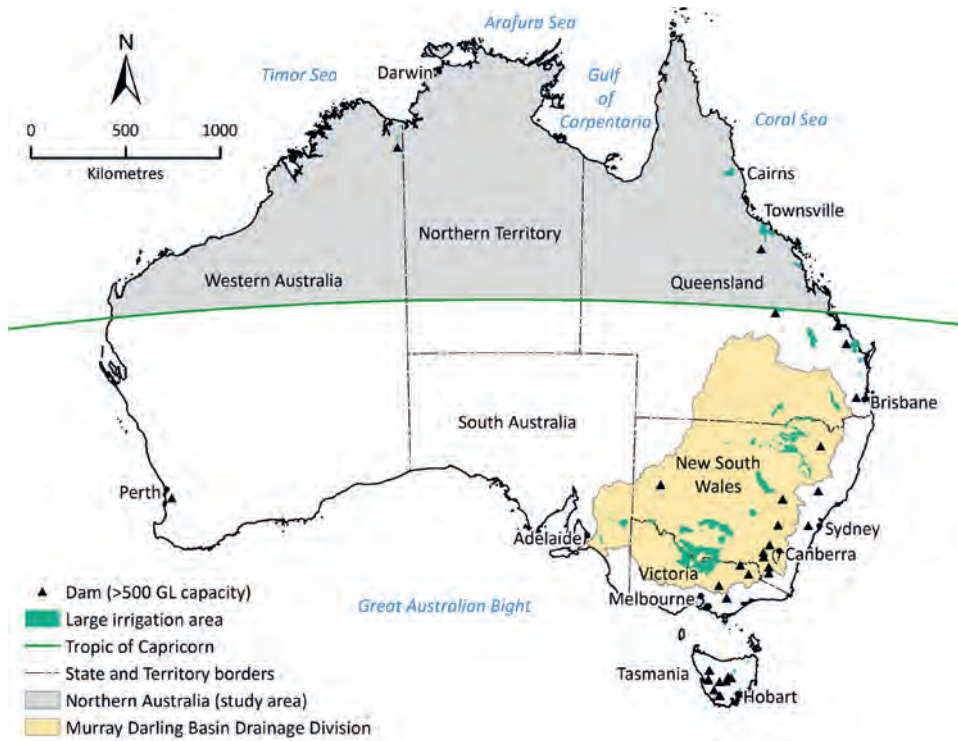 Arafura Sea
N
Timor Sea
Darwin
Gulf
of
Carpentaria
Coral Sea
0 500 1000
Kilometres
Cairns
Townsville
Northern Territory
Western Australia
Queensland
Brisbane
South Australia
New South
Wales
Perth
Sydney
Adelaide
Canberra
Victoria
Melbourne
Great Australian Bight
Tasmania
Hobart
Dam (>500 GL capacity)
Large irrigation area
Tropic of Capricorn
State and Territory borders
Northern Australia (study area)
Murray Darling Basin Drainage Division